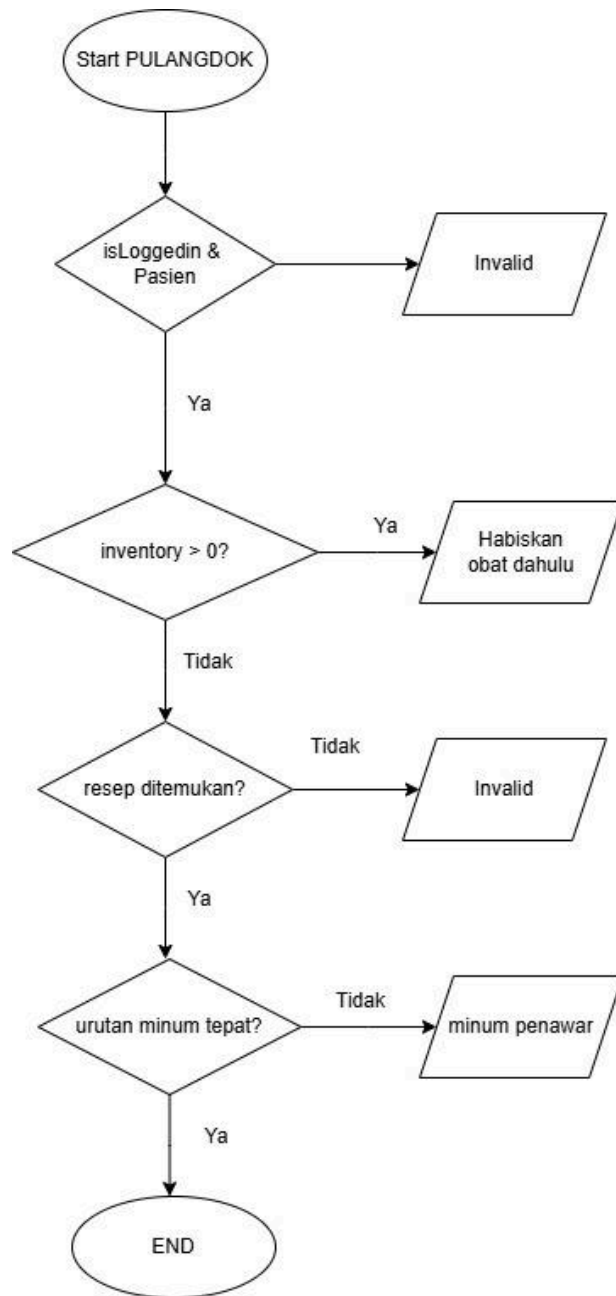 Start PULANGDOK
isLoggedin &
Pasien
Invalid
Ya
inventory > 0?
Ya
Habiskan
obat dahulu
Tidak
resep ditemukan?
Tidak
Invalid
Ya
urutan minum tepat?
Tidak
minum penawar
Ya
END